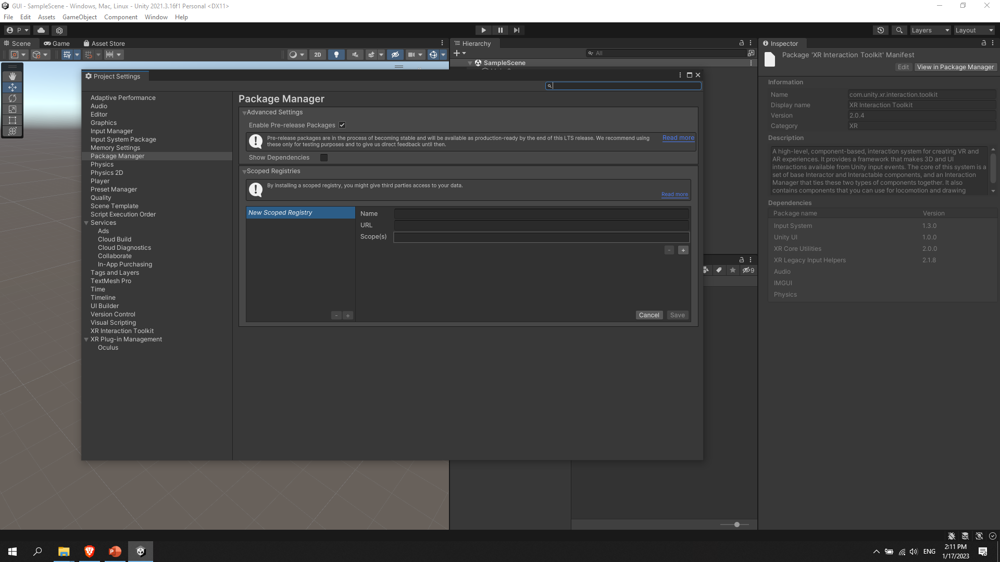 GUI - SampleScene - Windows, Mac, Linux - Unity 2021.3.16f1 Personal <DX11>
File Edit Assets GameObject Component Window Help
P
Layers Layout
Scene Game Asset Store
2D
Hierarchy
All
SampleScene
Inspector
Package 'XR Interaction Toolkit' Manifest
Edit View in Package Manager
Information
Name com.unity.xr.interaction.toolkit
Display name XR Interaction Toolkit
Version 2.0.4
Category XR
Description
A high-level, component-based, interaction system for creating VR and
AR experiences. It provides a framework that makes 3D and UI
interactions available from Unity input events. The core of this system is a
set of base Interactor and Interactable components, and an Interaction
Manager that ties these two types of components together. It also
contains components that you can use for locomotion and drawing
Dependencies
Package name Version
Input System 1.3.0
Unity UI 1.0.0
XR Core Utilities 2.0.0
XR Legacy Input Helpers 2.1.8
Audio
IMGUI
Physics
Project Settings
Adaptive Performance
Audio
Editor
Graphics
Input Manager
Input System Package
Memory Settings
Package Manager
Physics
Physics 2D
Player
Preset Manager
Quality
Scene Template
Script Execution Order
Services
Ads
Cloud Build
Cloud Diagnostics
Collaborate
In-App Purchasing
Tags and Layers
TextMesh Pro
Time
Timeline
UI Builder
Version Control
Visual Scripting
XR Interaction Toolkit
XR Plug-in Management
Oculus
Package Manager
Advanced Settings
Enable Pre-release Packages
Pre-release packages are in the process of becoming stable and will be available as production-ready by the end of this LTS release. We recommend using
these only for testing purposes and to give us direct feedback until then.
Read more
Show Dependencies
Scoped Registries
By installing a scoped registry, you might give third parties access to your data.
Read more
New Scoped Registry
Name
URL
Scope(s)
- +
- +
Cancel Save
9
ENG
2:11 PM
1/17/2023